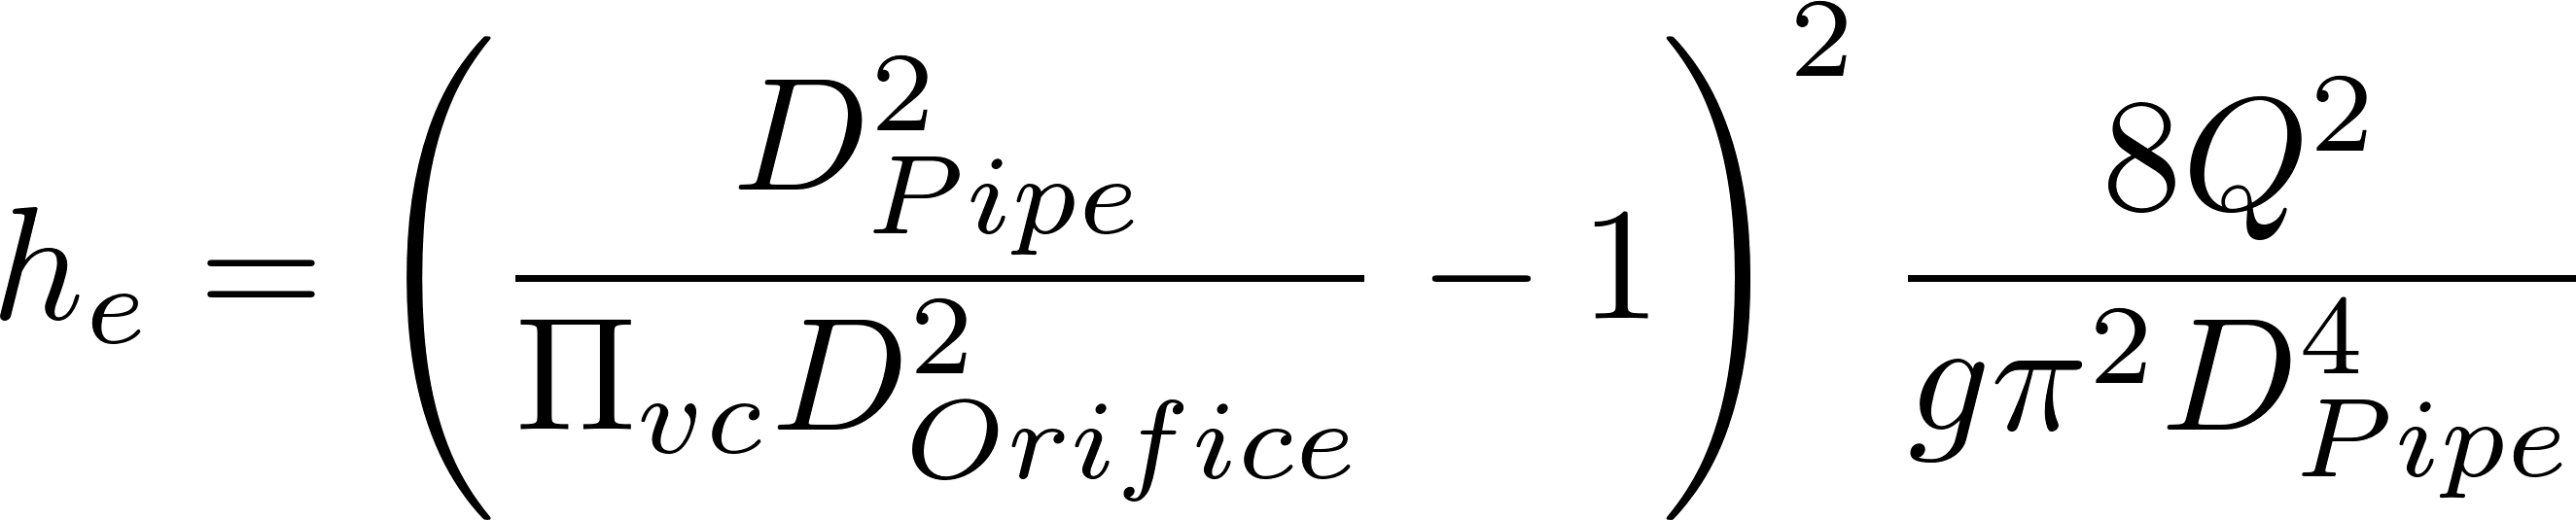 $h_e = \left( \frac{D_{Pipe}^2}{\Pi_{vc} D_{Orifice}^2} - 1 \right)^2 \frac{8Q^2}{g\pi^2 D_{Pipe}^4}$